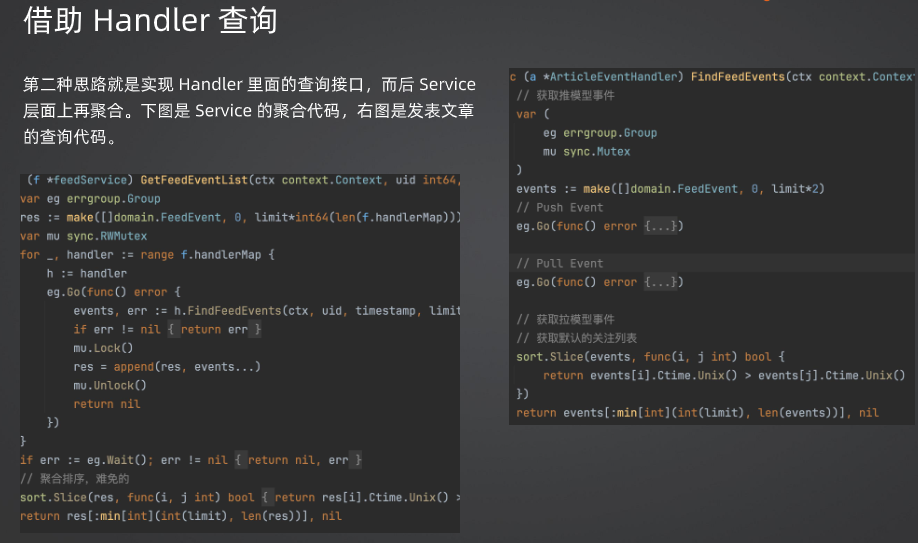 借助 Handler 查询
第二种思路就是实现 Handler 里面的查询接口，而后 Service
层面上再聚合。下图是 Service 的聚合代码，右图是发表文章
的查询代码。
(f *feedService) GetFeedEventList(ctx context.Context, uid int64,
var eg errgroup.Group
res := make([]domain.FeedEvent, 0, limit*int64(len(f.handlerMap)))
var mu sync.RWMutex
for _, handler := range f.handlerMap {
h := handler
eg.Go(func() error {
events, err := h.FindFeedEvents(ctx, uid, timestamp, limit
if err != nil { return err }
mu.Lock()
res = append(res, events...)
mu.Unlock()
return nil
})
}
if err := eg.Wait(); err != nil { return nil, err }
// 聚合排序，难免的
sort.Slice(res, func(i, j int) bool { return res[i].Ctime.Unix() >
return res[:min[int](int(limit), len(res))], nil
c (a *ArticleEventHandler) FindFeedEvents(ctx context.Context
// 获取推模型事件
var (
eg errgroup.Group
mu sync.Mutex
)
events := make([]domain.FeedEvent, 0, limit*2)
// Push Event
eg.Go(func() error {...})
// Pull Event
eg.Go(func() error {...})
// 获取拉模型事件
// 获取默认的关注列表
sort.Slice(events, func(i, j int) bool {
return events[i].Ctime.Unix() > events[j].Ctime.Unix()
})
return events[:min[int](int(limit), len(events))], nil